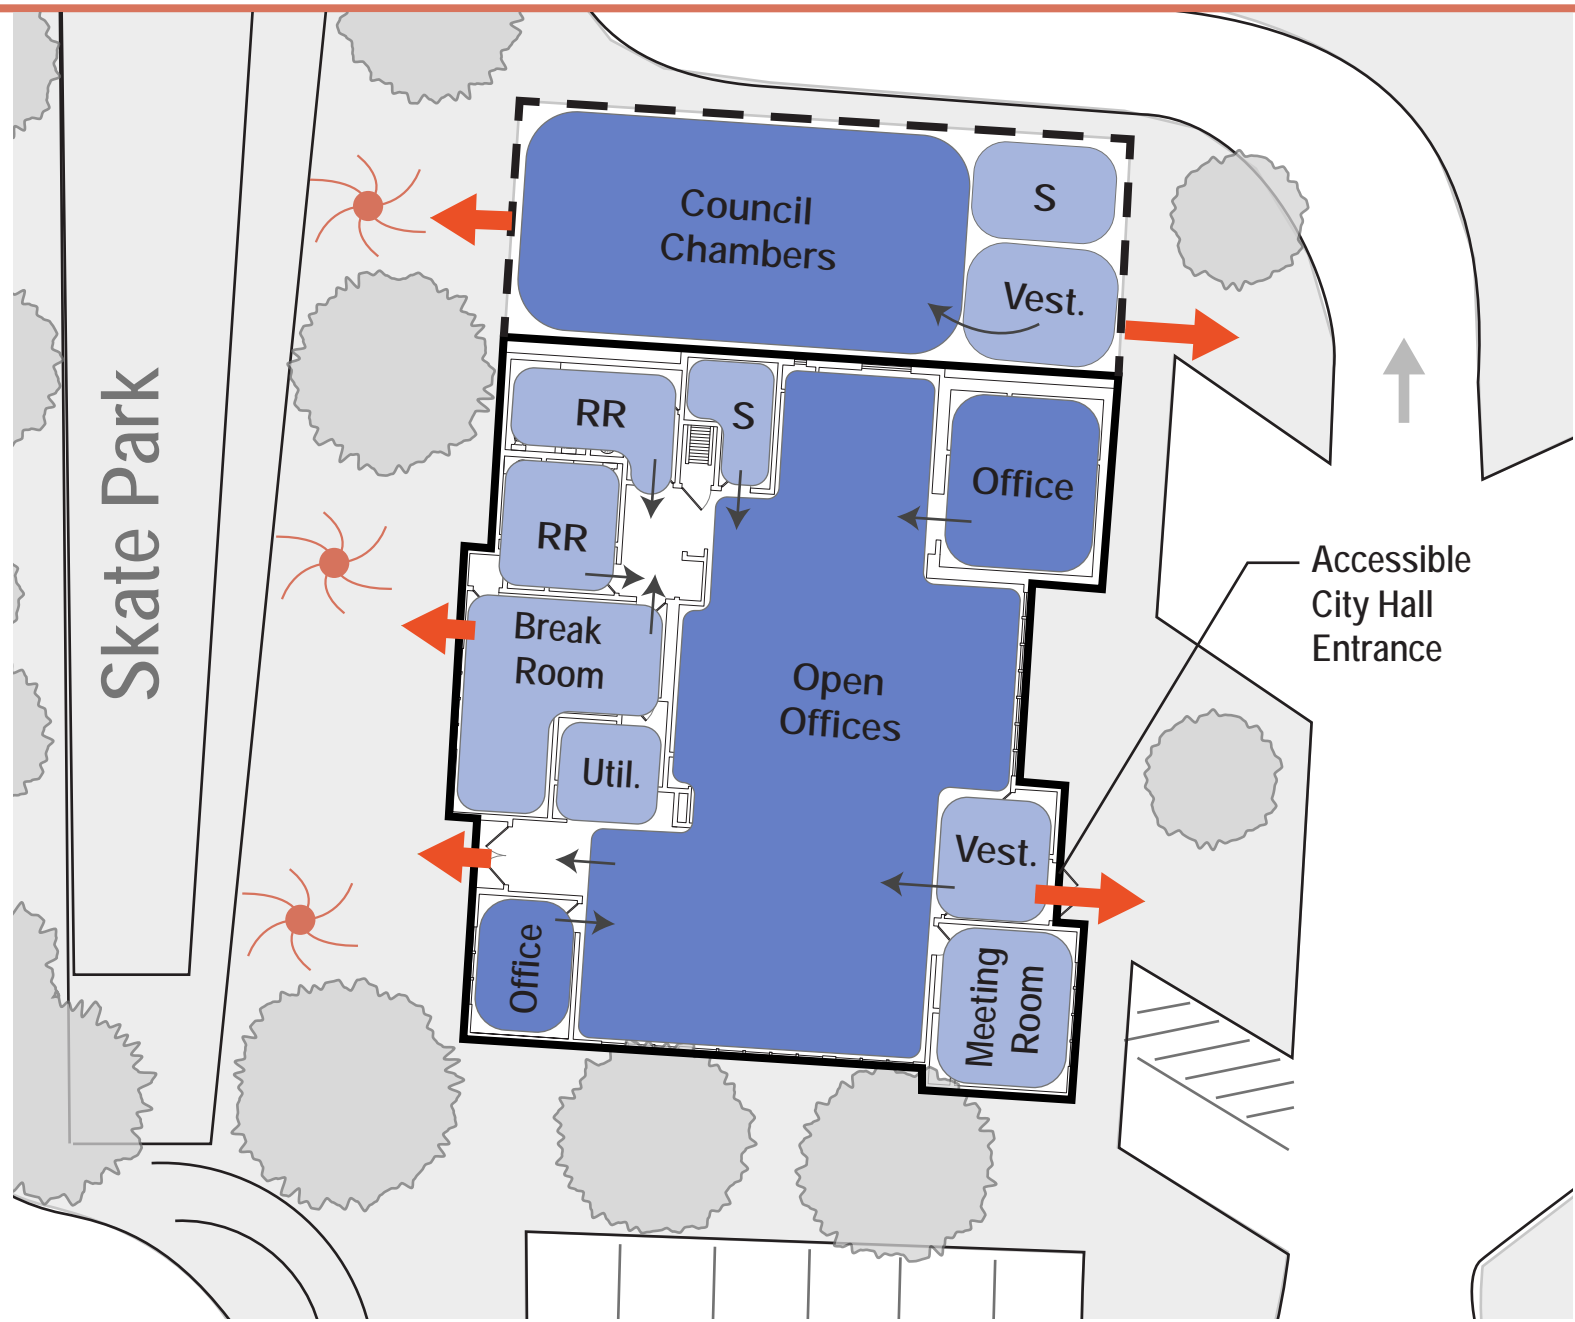 Council
Chambers
S
Vest.
RR
S
Office
RR
Break
Room
Util.
Open
Offices
Vest.
Office
Meeting
Room
Skate Park
Accessible
City Hall
Entrance